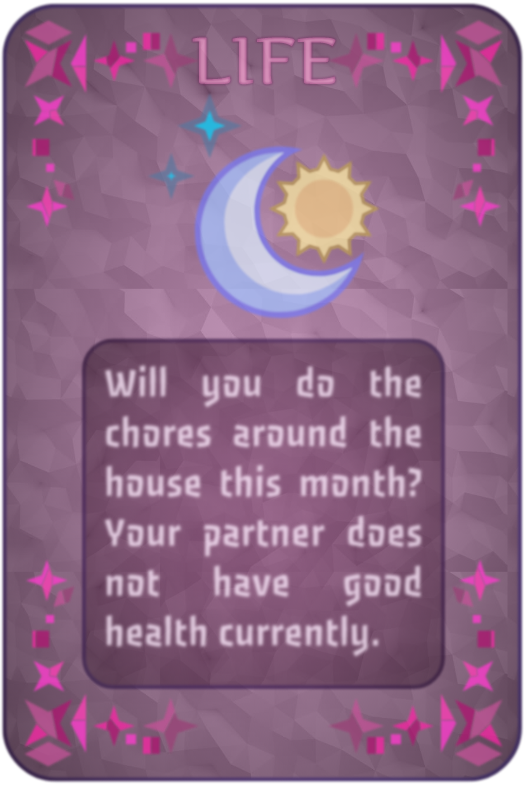 LIFE
Will you do the
chores around the
house this month?
Your partner does
not have good
health currently.